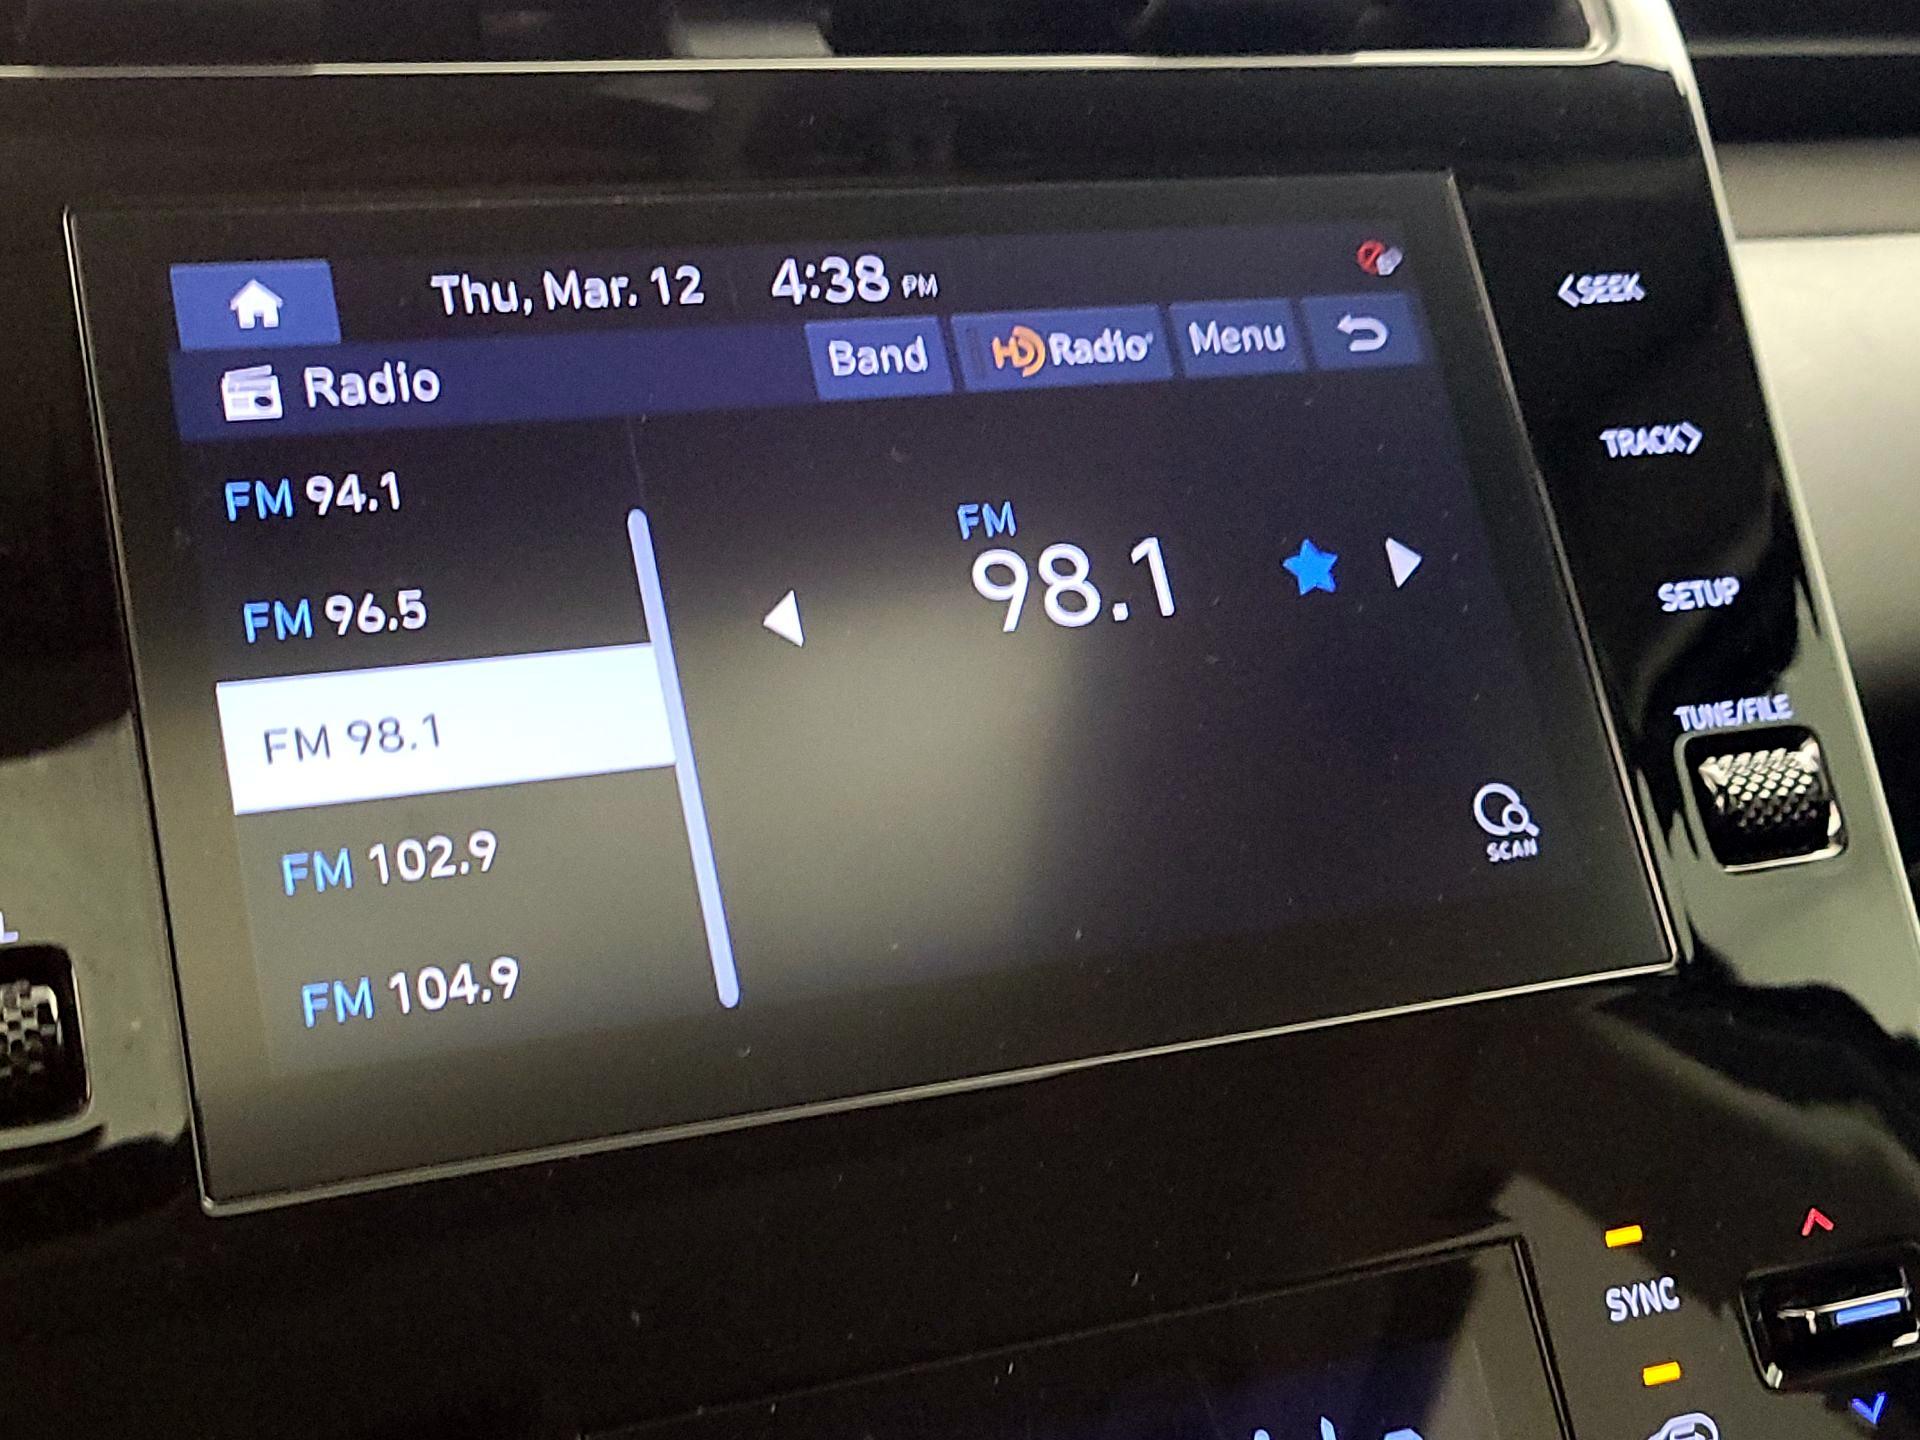 Thu, Mar. 12 4:38 PM
Radio Band HD Radio Menu
FM 94.1
FM 96.5
FM 98.1
FM 102.9
FM 104.9
FM
98.1
SCAN
<SEEK
TRACK>
SETUP
TUNE/FILE
SYNC